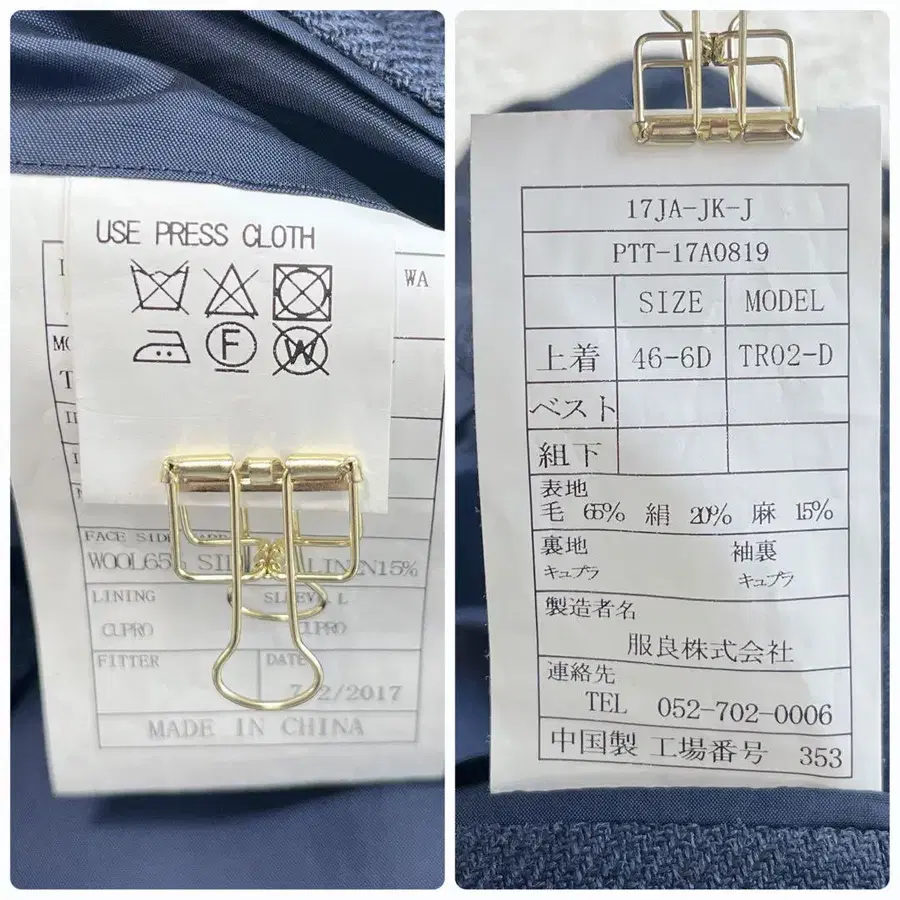 USE PRESS CLOTH
WA
FACE SIDE
WOOL65% SIL LINEN15%
LINING
SLEEVE L
CUPRO
CUPRO
FITTER
DATE
2/2017
MADE IN CHINA
17JA-JK-J
PTT-17A0819
SIZE MODEL
上着 46-6D TR02-D
ベスト
組下
表地
毛 65% 絹 20% 麻 15%
裏地 袖裏
キュプラ キュプラ
製造者名
服良株式会社
連絡先
TEL 052-702-0006
中国製 工場番号 353